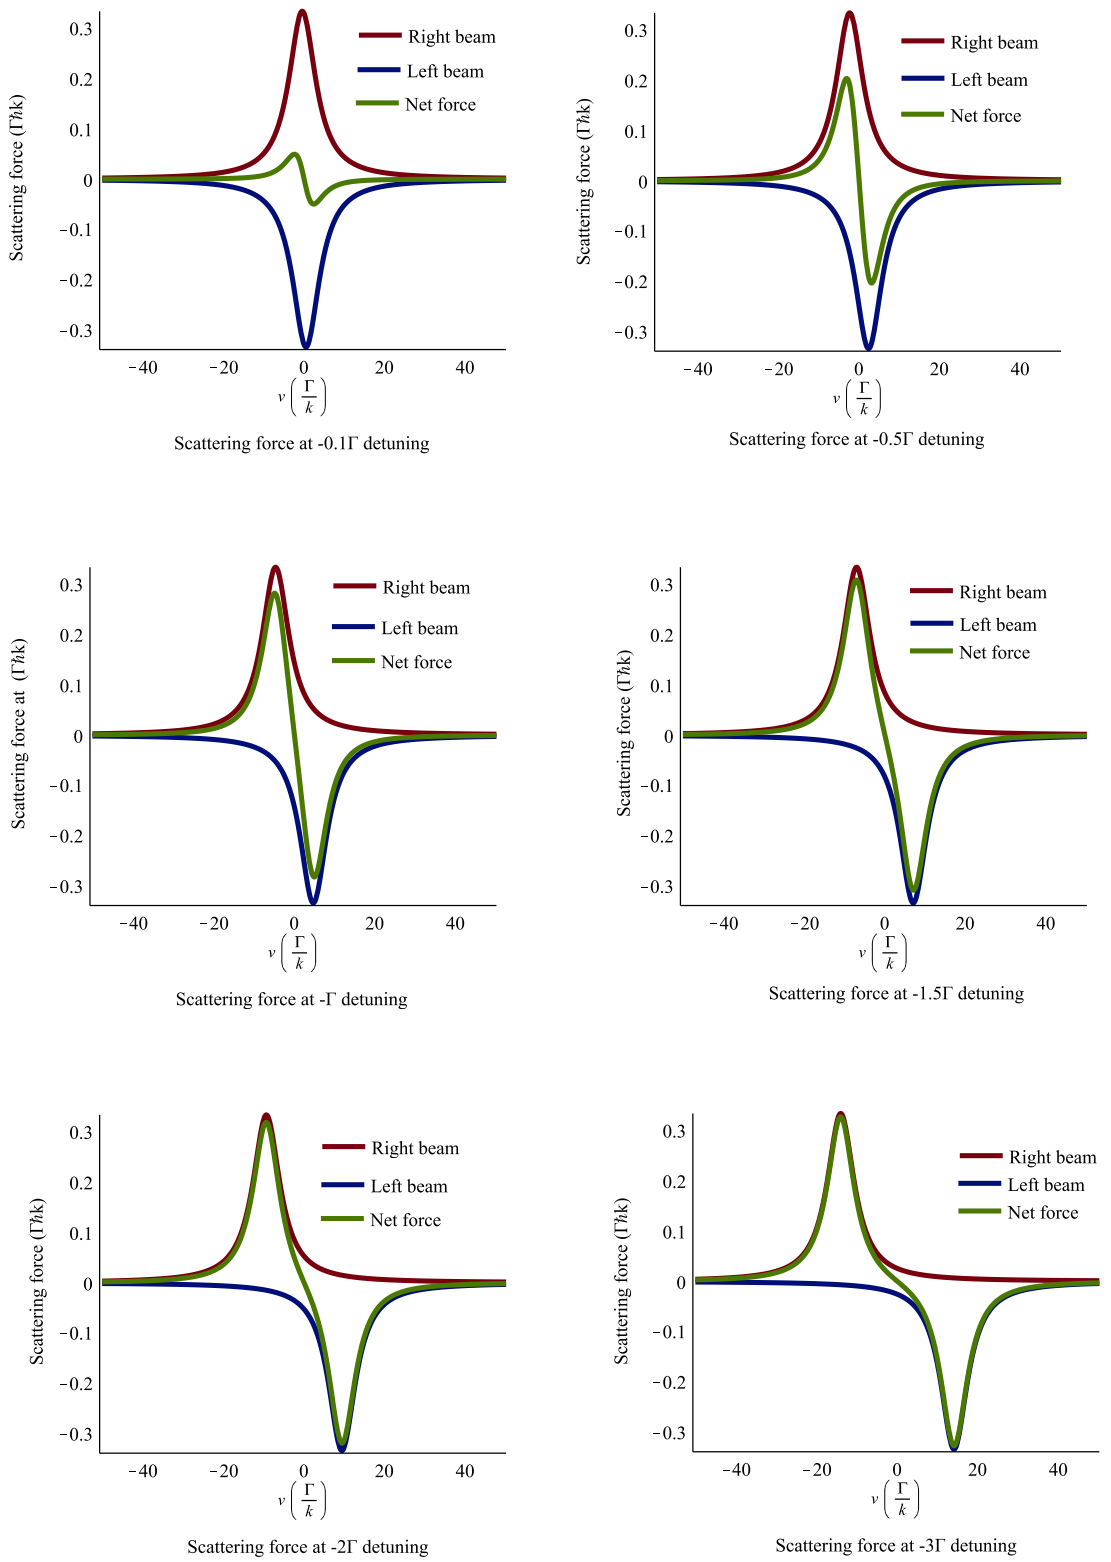 Scattering force (Γℏk)
0.3
0.2
0.1
0
−0.1
−0.2
−0.3
−40 −20 0 20 40
v (Γ/k)
Right beam
Left beam
Net force
Scattering force at -0.1Γ detuning
Scattering force (Γℏk)
0.3
0.2
0.1
0
−0.1
−0.2
−0.3
−40 −20 0 20 40
v (Γ/k)
Right beam
Left beam
Net force
Scattering force at -0.5Γ detuning
Scattering force at (Γℏk)
0.3
0.2
0.1
0
−0.1
−0.2
−0.3
−40 −20 0 20 40
v (Γ/k)
Right beam
Left beam
Net force
Scattering force at -Γ detuning
Scattering force (Γℏk)
0.3
0.2
0.1
0
−0.1
−0.2
−0.3
−40 −20 0 20 40
v (Γ/k)
Right beam
Left beam
Net force
Scattering force at -1.5Γ detuning
Scattering force (Γℏk)
0.3
0.2
0.1
0
−0.1
−0.2
−0.3
−40 −20 0 20 40
v (Γ/k)
Right beam
Left beam
Net force
Scattering force at -2Γ detuning
Scattering force (Γℏk)
0.3
0.2
0.1
0
−0.1
−0.2
−0.3
−40 −20 0 20 40
v (Γ/k)
Right beam
Left beam
Net force
Scattering force at -3Γ detuning